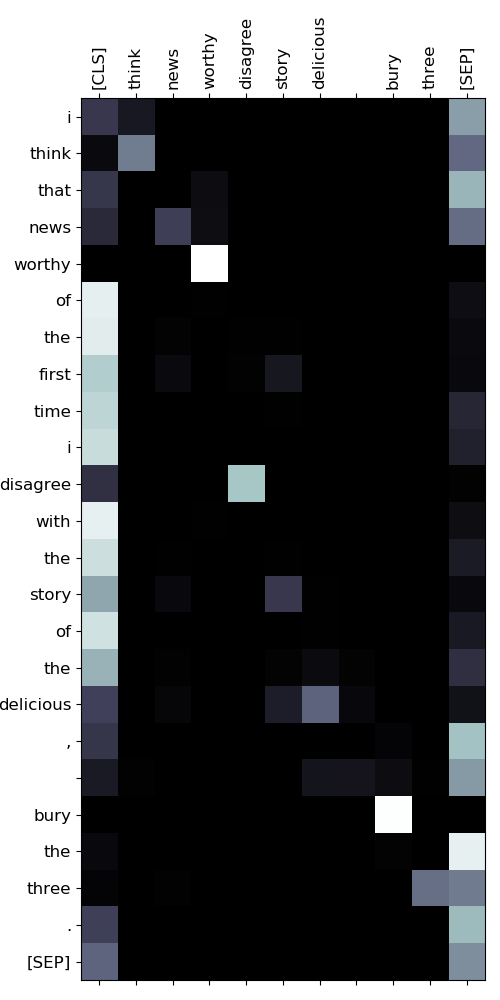 [CLS] think news worthy disagree story delicious bury three [SEP]
i
think
that
news
worthy
of
the
first
time
i
disagree
with
the
story
of
the
delicious
,
bury
the
three
.
[SEP]